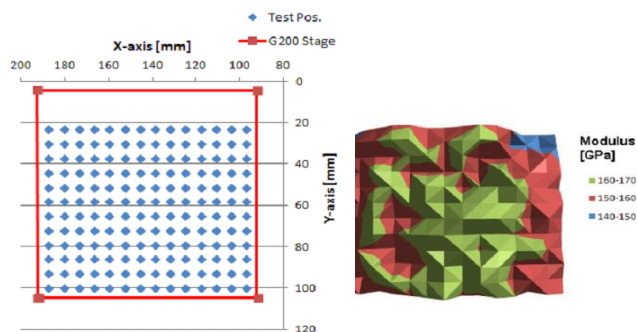 Test Pos.
G200 Stage
X-axis [mm]
200 180 160 140 120 100 80
0
20
40
60
80
100
120
Y-axis [mm]
Modulus
[GPa]
160-170
150-160
140-150